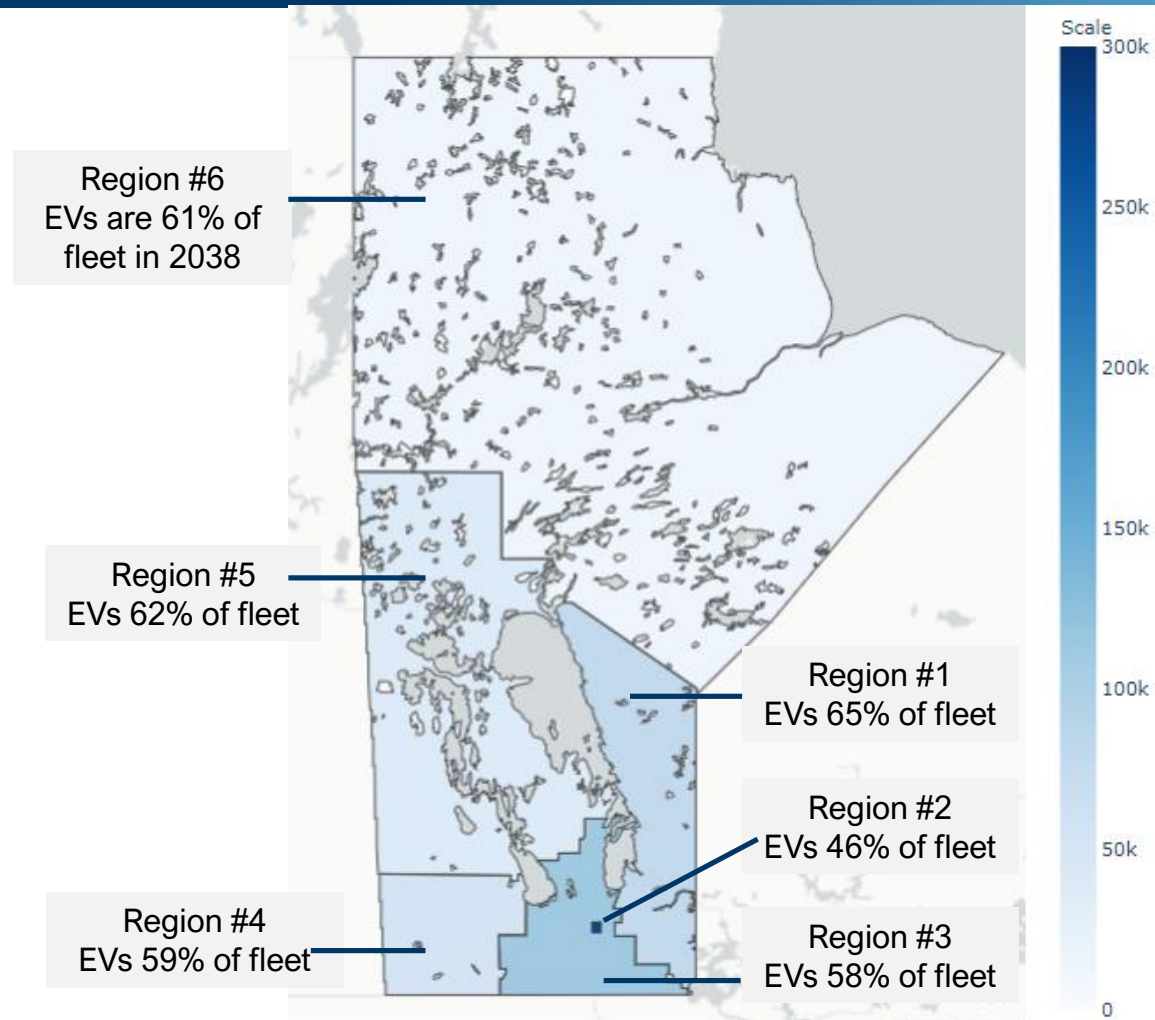 Scale
300k
Region #6
EVs are 61% of
fleet in 2038
250k
200k
150k
Region #5
EVs 62% of fleet
Region #1
EVs 65% of fleet
100k
Region #2
EVs 46% of fleet
50k
Region #4
EVs 59% of fleet
Region #3
EVs 58% of fleet
0